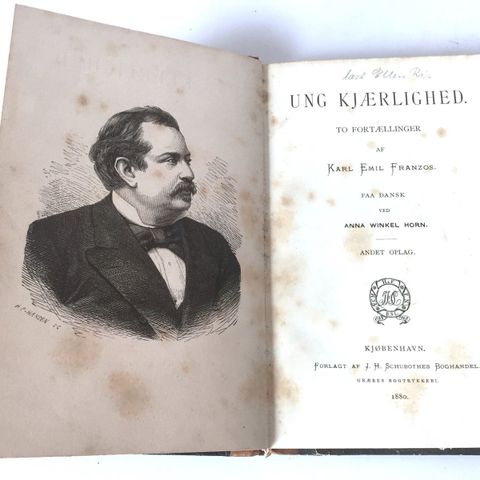 UNG KJÆRLIGHED.
TO FORTÆLLINGER
AF
KARL EMIL FRANZOS.
PAA DANSK
VED
ANNA WINKEL HORN.
ANDET OPLAG.
KJØBENHAVN.
FORLAGT AF J. H. SCHUBOTHES BOGHANDEL.
GRÆBES BOGTRYKKERI.
1880.